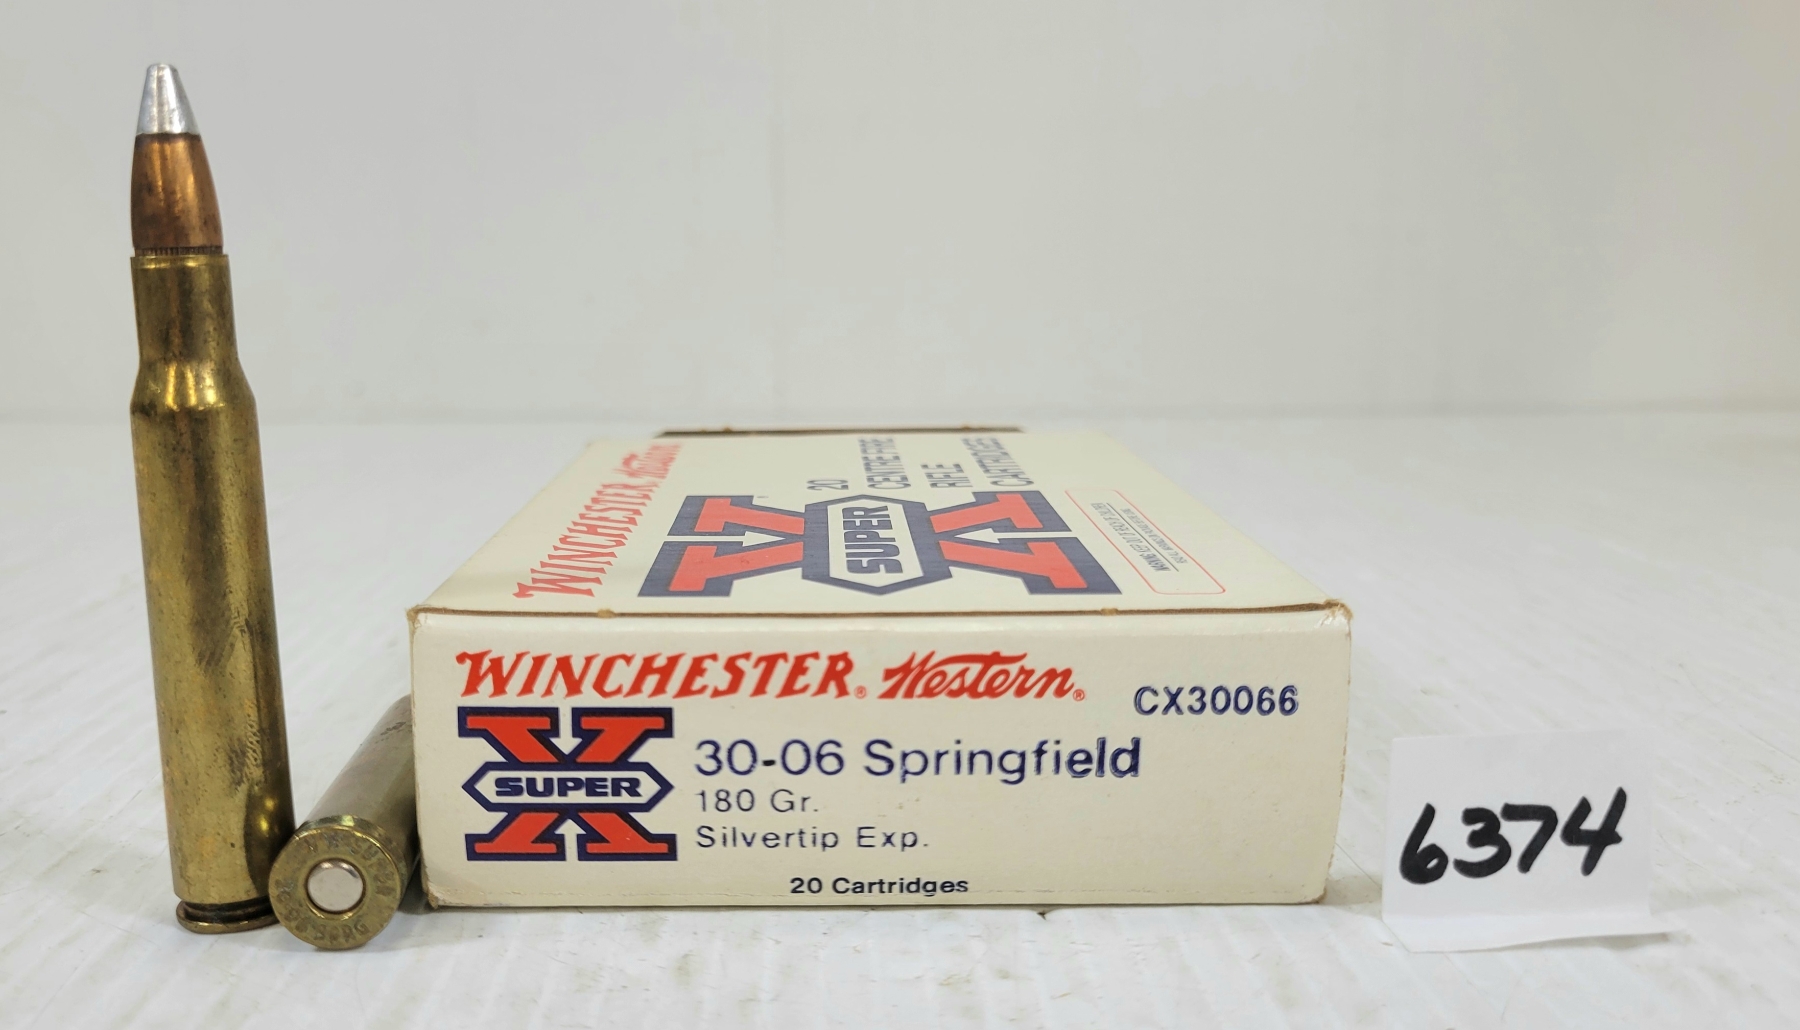 WINCHESTER Western
SUPER X
20
CENTRE FIRE
RIFLE
CARTRIDGES
WINCHESTER® Western®
CX30066
SUPER X
30-06 Springfield
180 Gr.
Silvertip Exp.
20 Cartridges
6374